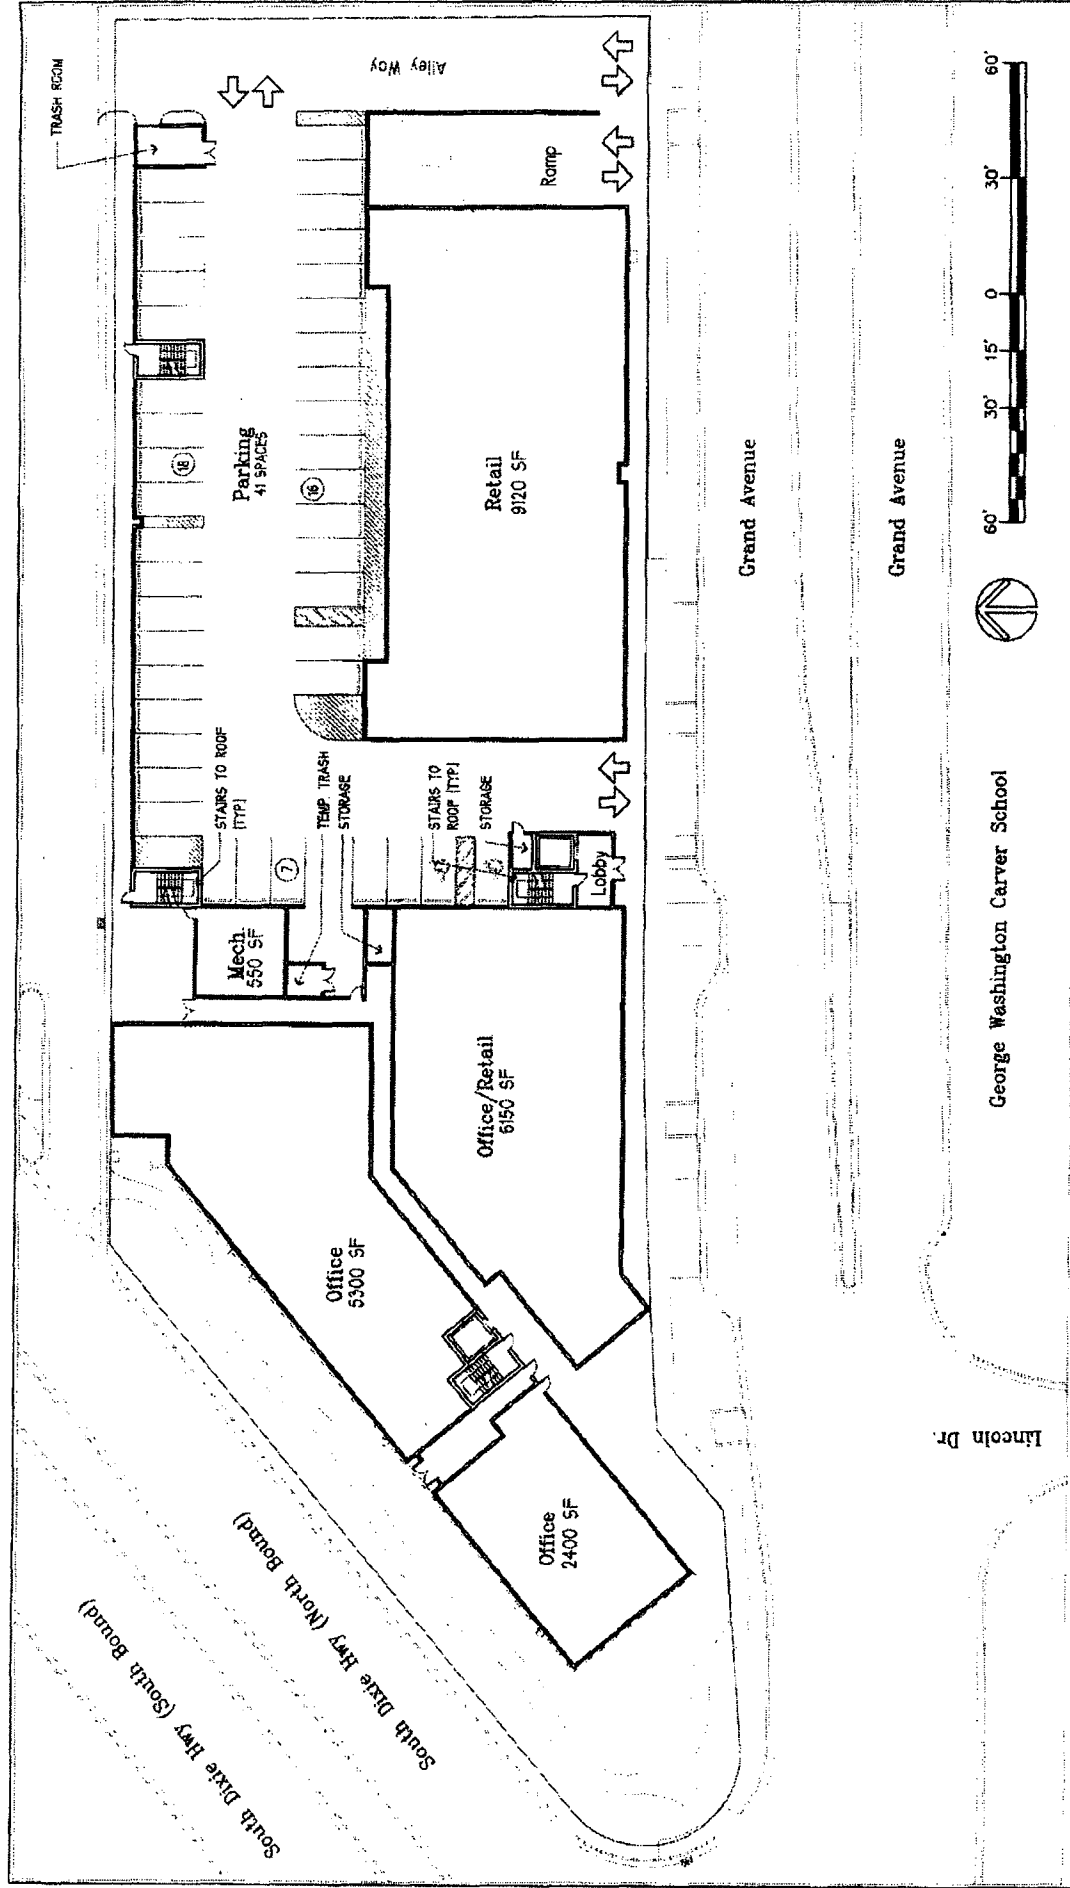 TRASH ROOM
Alley Way
Ramp
Parking
41 SPACES
18
16
Retail
9120 SF
STAIRS TO ROOF
(TYP.)
TEMP. TRASH
STORAGE
STAIRS TO
ROOF (TYP.)
STORAGE
7
Lobby
Mech.
550 SF
Office/Retail
6150 SF
Office
5300 SF
Office
2400 SF
Grand Avenue
Grand Avenue
60'
30'
15'
0
30'
60'
George Washington Carver School
Lincoln Dr.
South Dixie Hwy (North Bound)
South Dixie Hwy (South Bound)